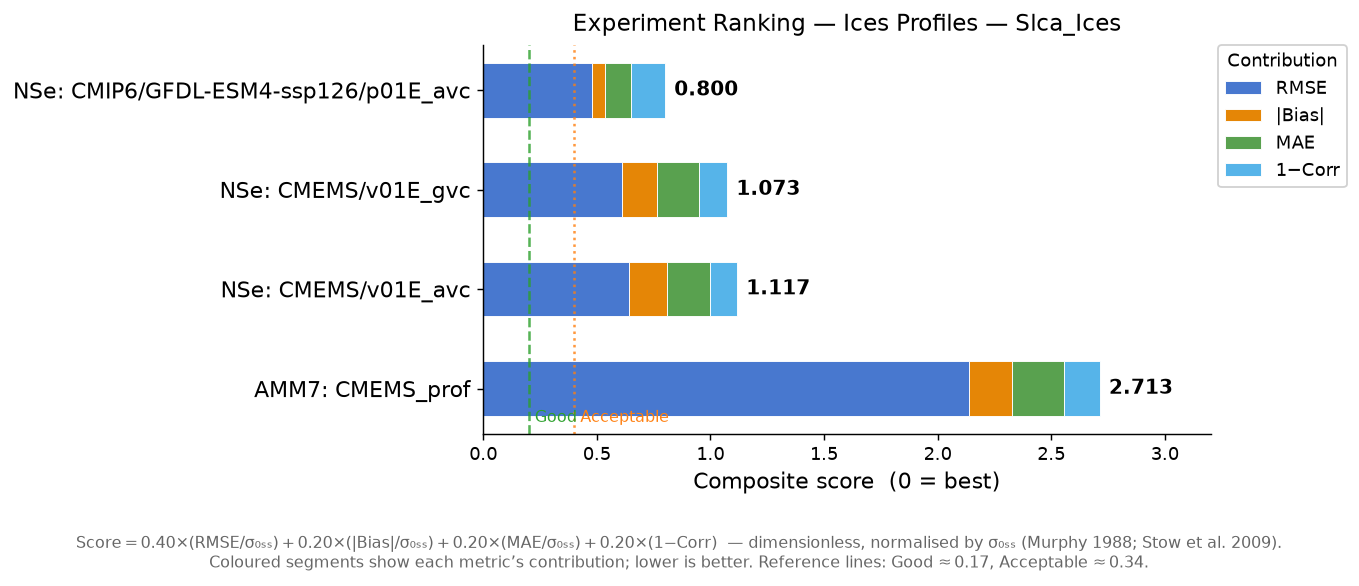 Experiment Ranking — Ices Profiles — Slca_Ices
Contribution
RMSE
|Bias|
MAE
1−Corr
NSe: CMIP6/GFDL-ESM4-ssp126/p01E_avc
0.800
NSe: CMEMS/v01E_gvc
1.073
NSe: CMEMS/v01E_avc
1.117
AMM7: CMEMS_prof
2.713
Good
Acceptable
0.0 0.5 1.0 1.5 2.0 2.5 3.0
Composite score (0 = best)
Score = 0.40×(RMSE/σ₀ₛₛ) + 0.20×(|Bias|/σ₀ₛₛ) + 0.20×(MAE/σ₀ₛₛ) + 0.20×(1−Corr) — dimensionless, normalised by σ₀ₛₛ (Murphy 1988; Stow et al. 2009).
Coloured segments show each metric’s contribution; lower is better. Reference lines: Good ≈ 0.17, Acceptable ≈ 0.34.